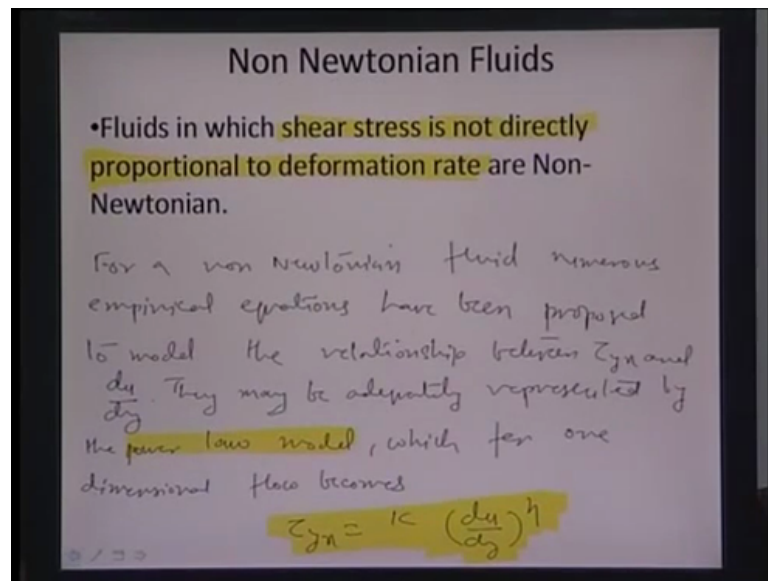 Non Newtonian Fluids
•Fluids in which shear stress is not directly
proportional to deformation rate are Non-
Newtonian.
For a non Newtonian fluid numerous
empirical equations have been proposed
to model the relationship between τyx and
du/dy. They may be adequately represented by
the power law model, which for one
dimensional flow becomes
τyx = K (du/dy)^n